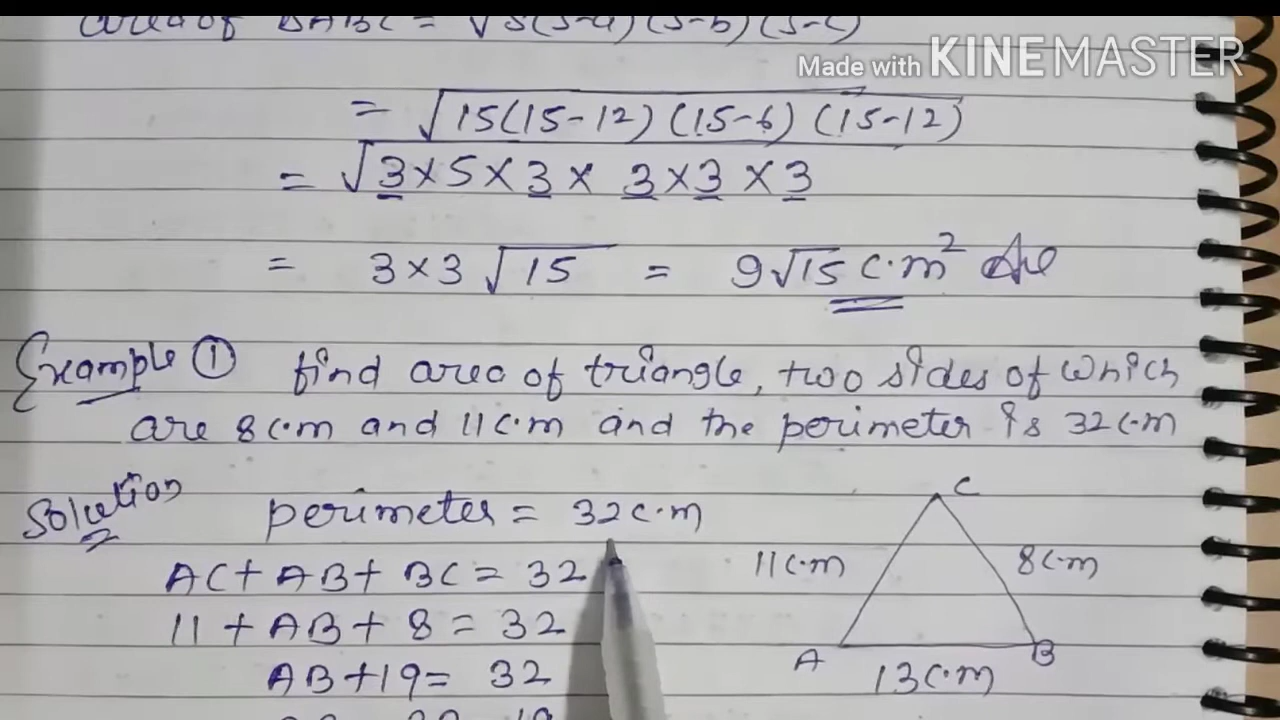 area of ΔABC = √s(s-a)(s-b)(s-c)
Made with KINEMASTER
= √15(15-12)(15-6)(15-12)
= √3×5×3×3×3×3
= 3×3√15 = 9√15 c.m²
Example ① find area of triangle, two sides of which
are 8c.m and 11c.m and the perimeter is 32c.m
Solution perimeter = 32c.m
AC+AB+BC=32
11+AB+8=32
AB+19=32
C
11c.m
8c.m
A
B
13c.m